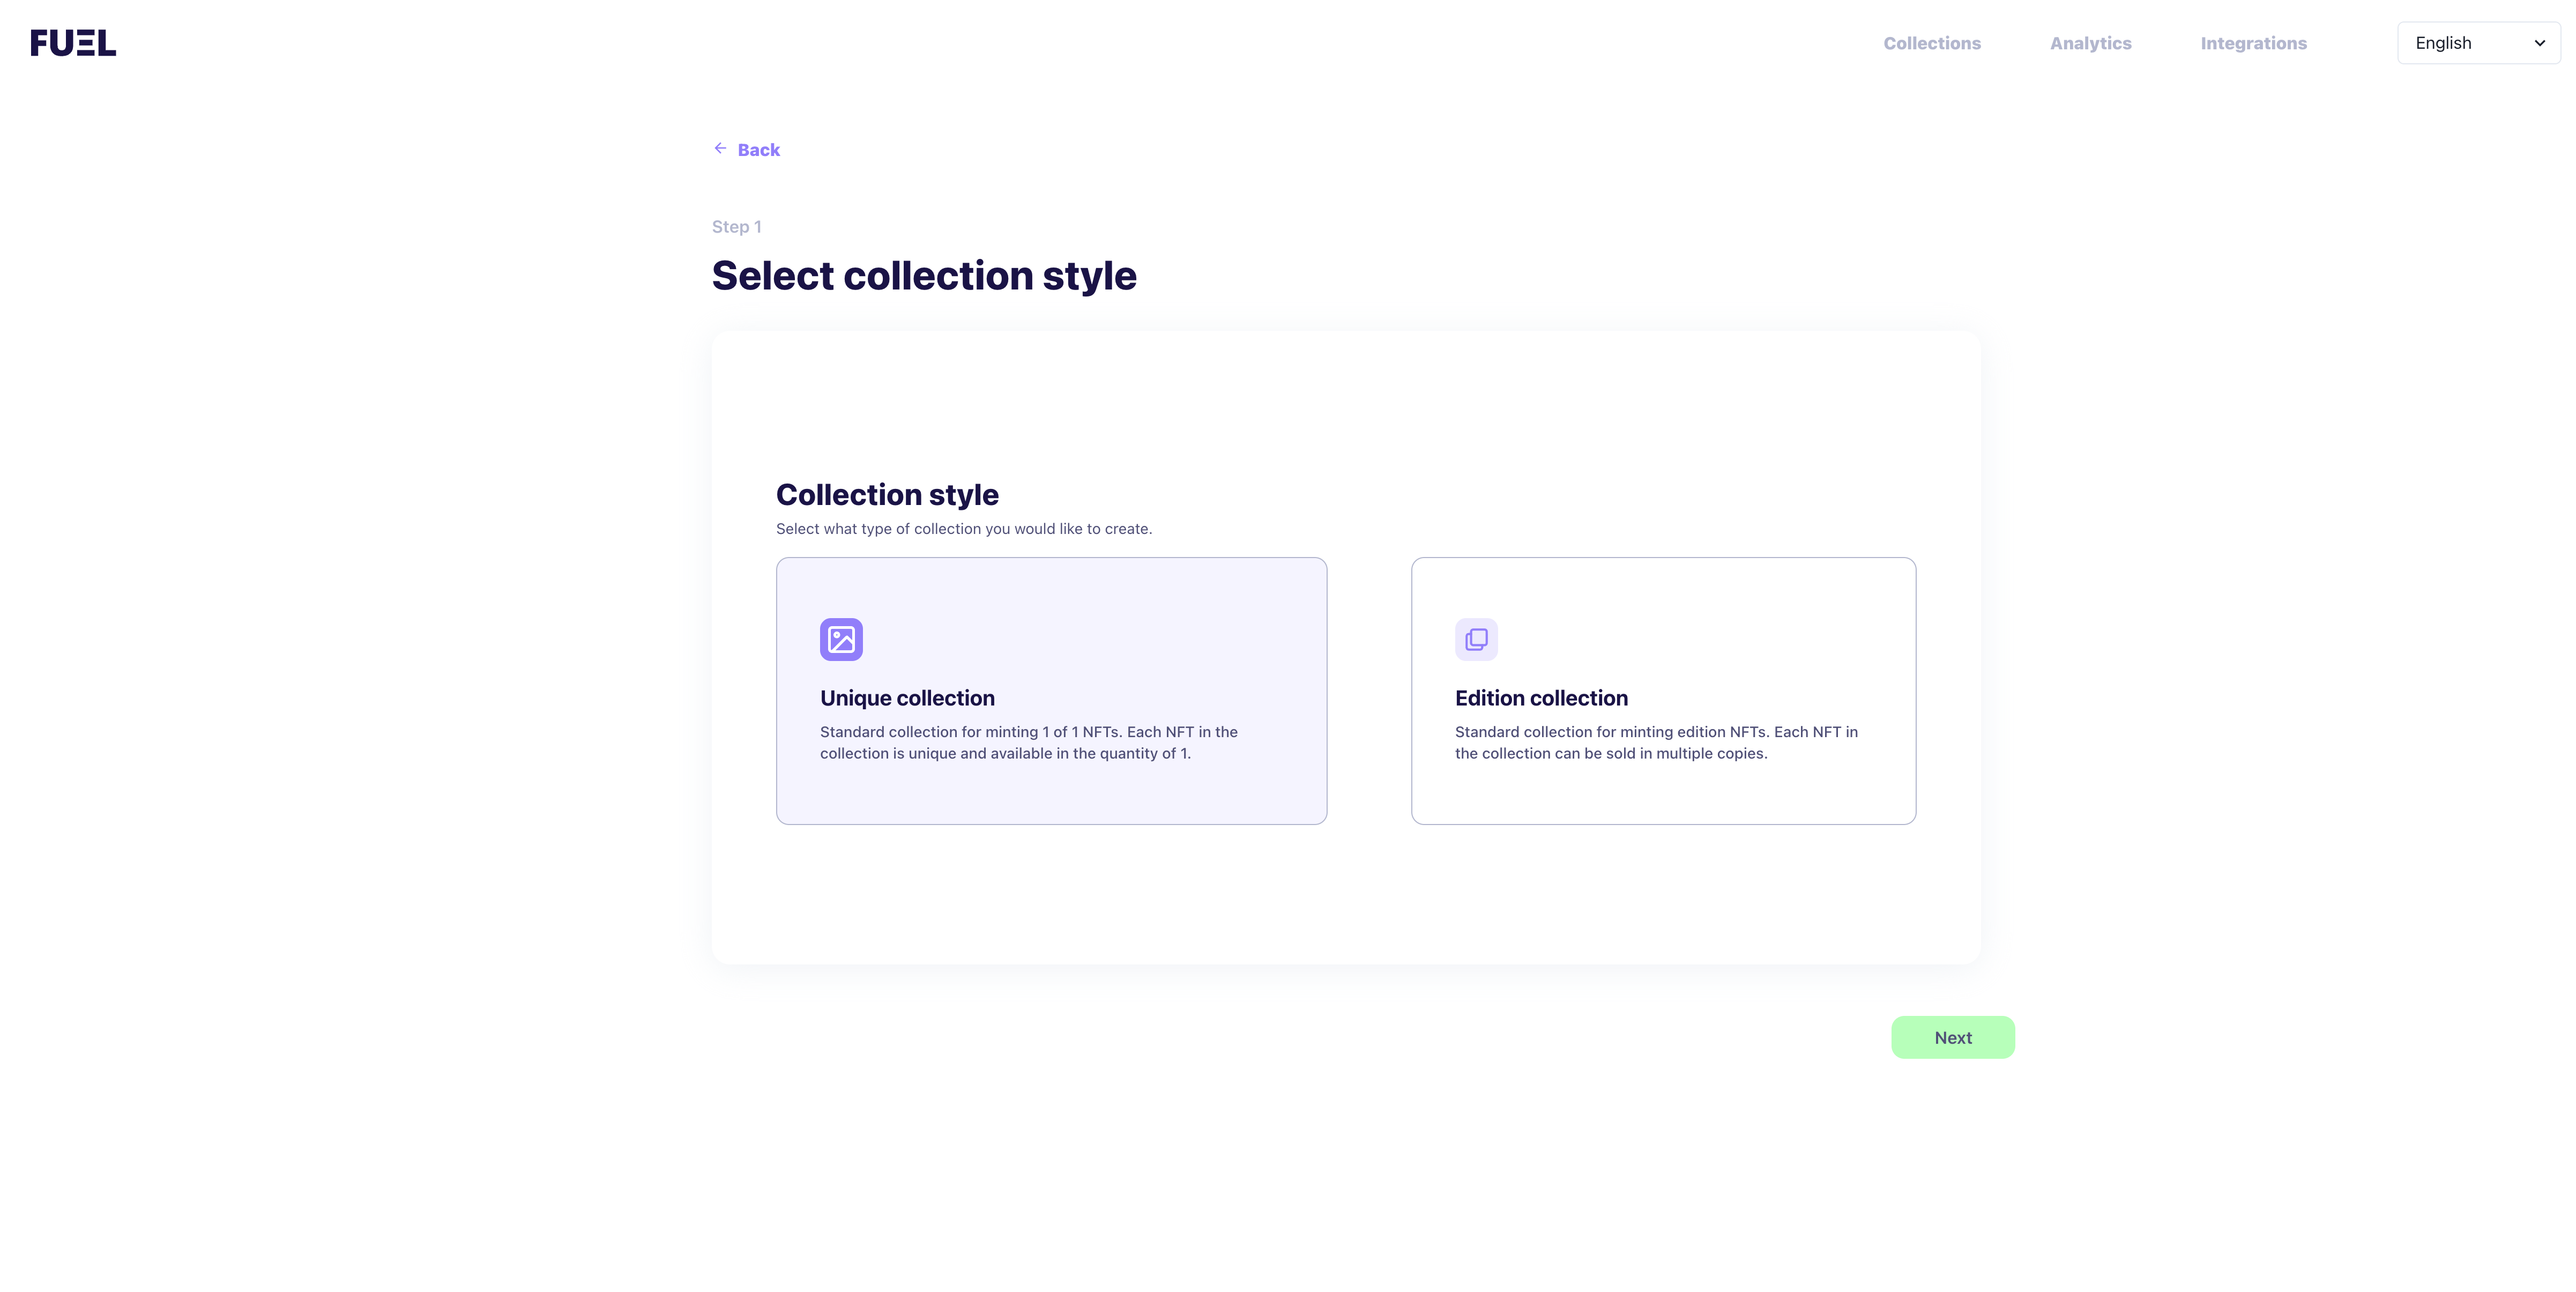 FUEL
Collections
Analytics
Integrations
English
Back
Step 1
Select collection style
Collection style
Select what type of collection you would like to create.
Unique collection
Standard collection for minting 1 of 1 NFTs. Each NFT in the
collection is unique and available in the quantity of 1.
Edition collection
Standard collection for minting edition NFTs. Each NFT in
the collection can be sold in multiple copies.
Next